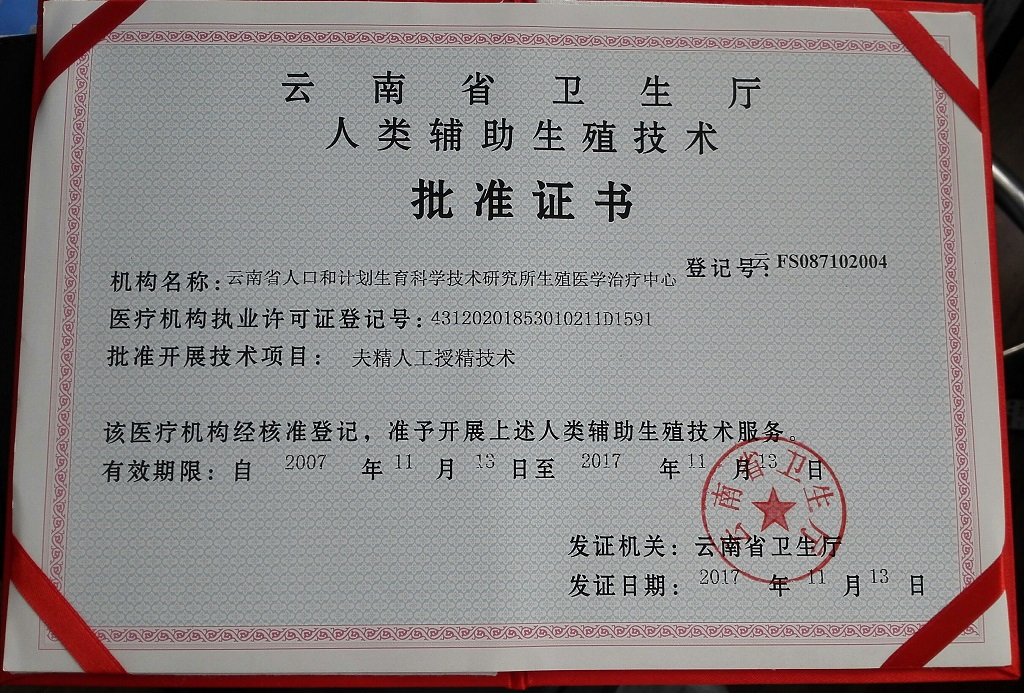 云南省卫生厅
人类辅助生殖技术
批准证书
机构名称:云南省人口和计划生育科学技术研究所生殖医学治疗中心 登记号:云 FS087102004
医疗机构执业许可证登记号:43120201853010211D1591
批准开展技术项目: 夫精人工授精技术
该医疗机构经核准登记,准予开展上述人类辅助生殖技术服务。
有效期限:自 2007 年 11 月 13 日至 2017 年 11 月 13 日
云南省卫生厅
发证机关:云南省卫生厅
发证日期:2017 年 11 月 13 日